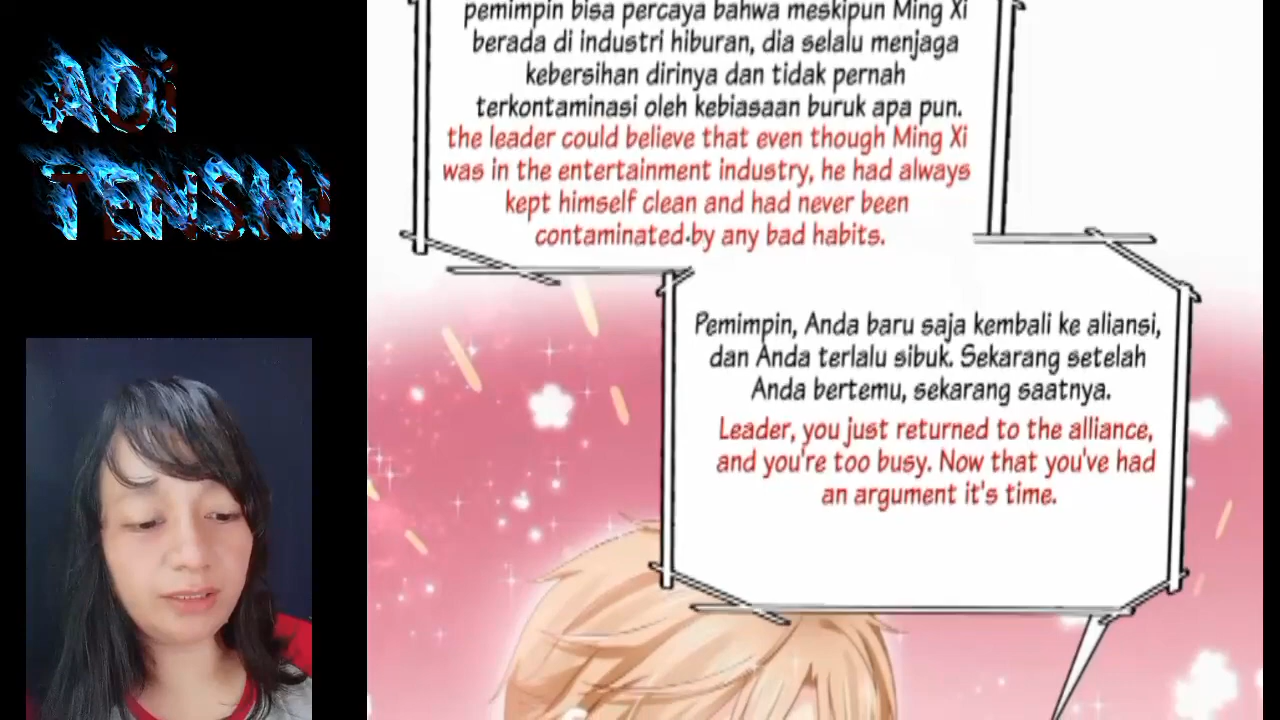 AOi
TENSHi
pemimpin bisa percaya bahwa meskipun Ming Xi
berada di industri hiburan, dia selalu menjaga
kebersihan dirinya dan tidak pernah
terkontaminasi oleh kebiasaan buruk apa pun.
the leader could believe that even though Ming Xi
was in the entertainment industry, he had always
kept himself clean and had never been
contaminated by any bad habits.
Pemimpin, Anda baru saja kembali ke aliansi,
dan Anda terlalu sibuk. Sekarang setelah
Anda bertemu, sekarang saatnya.
Leader, you just returned to the alliance,
and you're too busy. Now that you've had
an argument it's time.